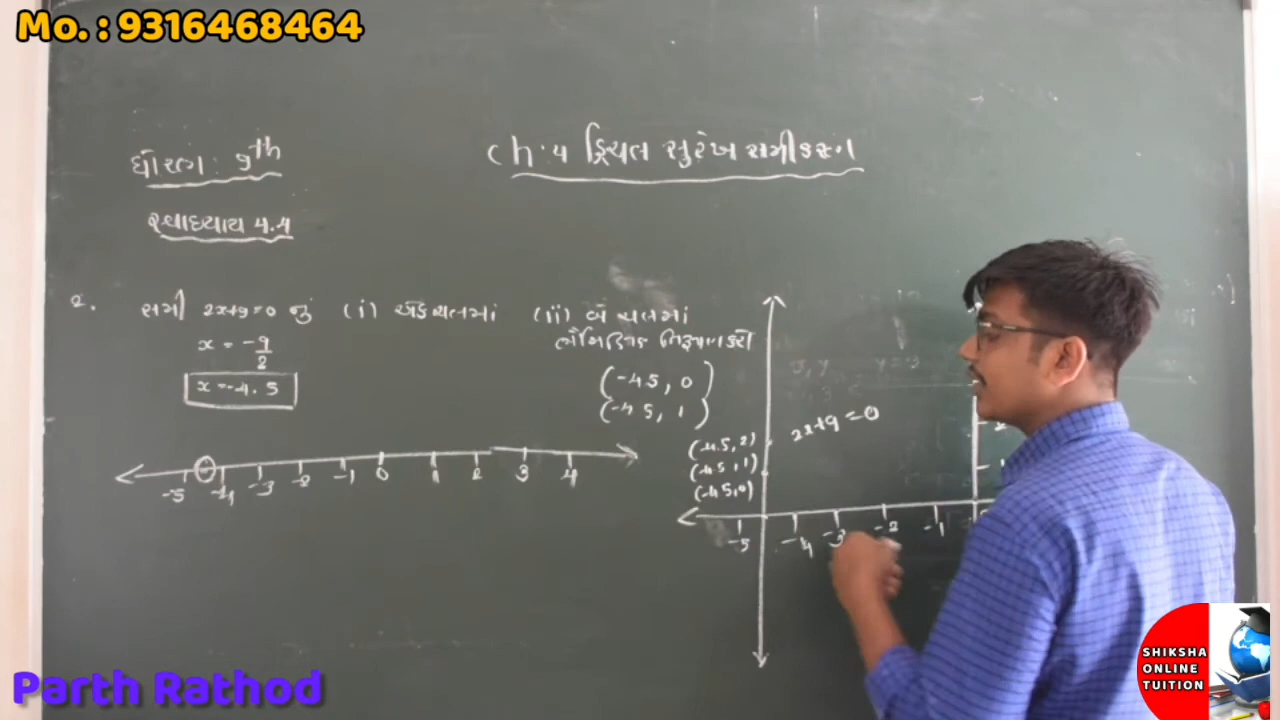 Mo. : 9316468464
ધોરણ : 9th
Ch : 4 દ્વિચલ સુરેખ સમીકરણ
સ્વાધ્યાય 4.4
2. સમી 2x+9=0 નું (i) એકચલમાં (ii) બે ચલમાં
ભૌમિતિક નિરૂપણ કરો
x = -9/2
x = -4.5
(-4.5, 0)
(-4.5, 1)
-5 -4 -3 -2 -1 0 1 2 3 4
2x+9=0
(-4.5, 2)
(-4.5, 1)
(-4.5, 0)
-5 -4 -3 -2 -1
Parth Rathod
SHIKSHA
ONLINE
TUITION